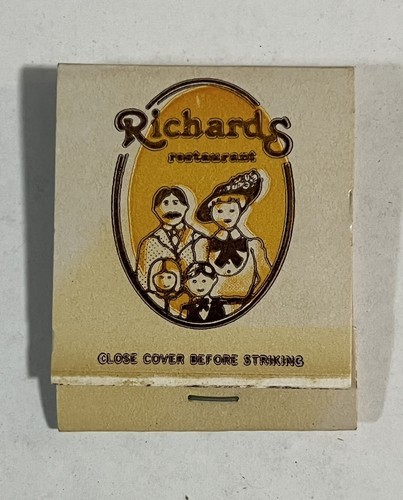 Richards
restaurant
CLOSE COVER BEFORE STRIKING